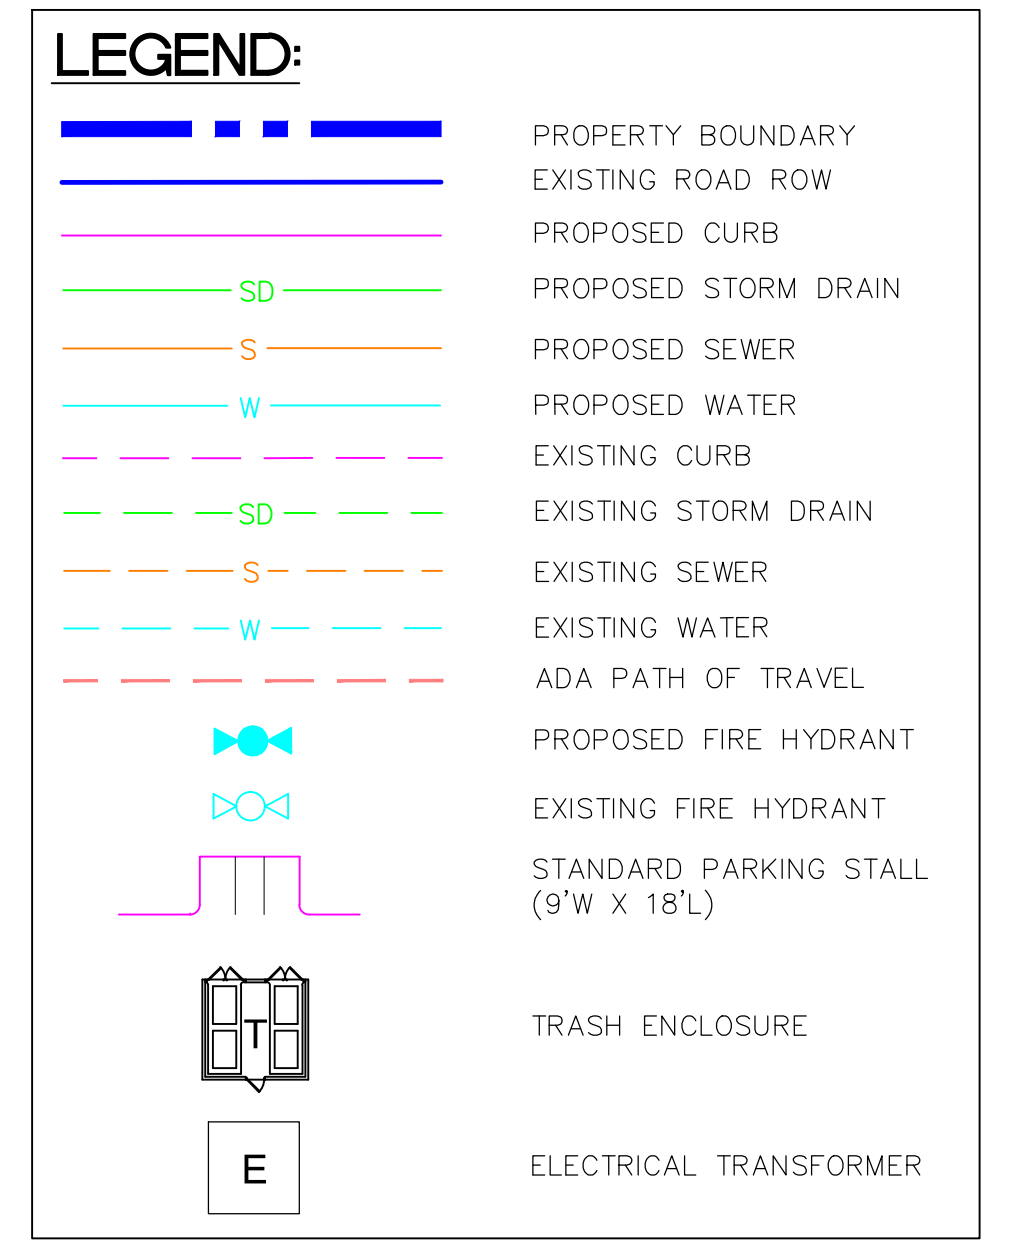 LEGEND:
PROPERTY BOUNDARY
EXISTING ROAD ROW
PROPOSED CURB
SD PROPOSED STORM DRAIN
S PROPOSED SEWER
W PROPOSED WATER
EXISTING CURB
SD EXISTING STORM DRAIN
S EXISTING SEWER
W EXISTING WATER
ADA PATH OF TRAVEL
PROPOSED FIRE HYDRANT
EXISTING FIRE HYDRANT
STANDARD PARKING STALL
(9'W X 18'L)
T TRASH ENCLOSURE
E ELECTRICAL TRANSFORMER